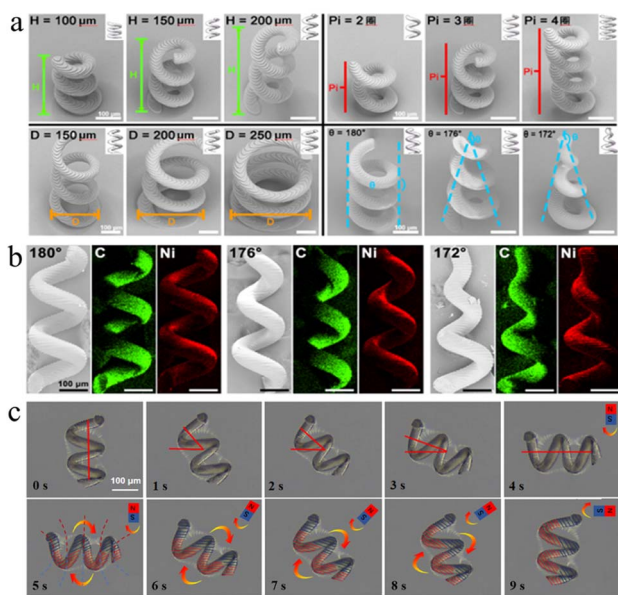 a
H = 100 μm
H = 150 μm
H = 200 μm
Pi = 2 圈
Pi = 3 圈
Pi = 4 圈
H
H
H
Pi
Pi
Pi
100 μm
100 μm
D = 150 μm
D = 200 μm
D = 250 μm
θ = 180°
θ = 176°
θ = 172°
D
D
D
θ
θ
θ
100 μm
100
b
180°
C
Ni
176°
C
Ni
172°
C
Ni
100 μm
c
0 s
100 μm
1 s
2 s
3 s
4 s
N
S
5 s
N
S
6 s
S
N
7 s
S
N
8 s
S
N
9 s
S
N